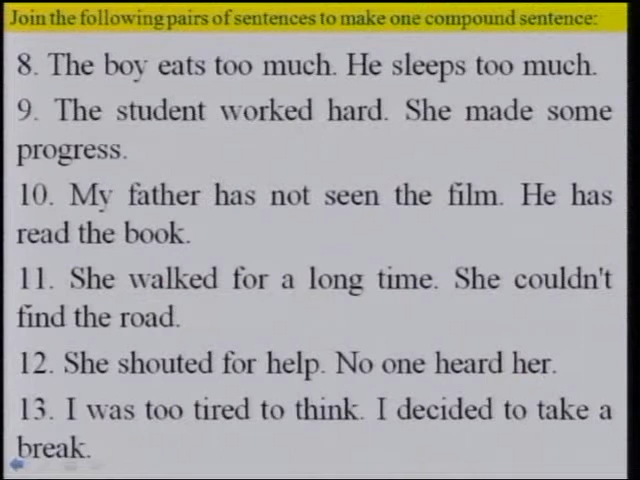 Join the following pairs of sentences to make one compound sentence:
8. The boy eats too much. He sleeps too much.
9. The student worked hard. She made some
progress.
10. My father has not seen the film. He has
read the book.
11. She walked for a long time. She couldn't
find the road.
12. She shouted for help. No one heard her.
13. I was too tired to think. I decided to take a
break.